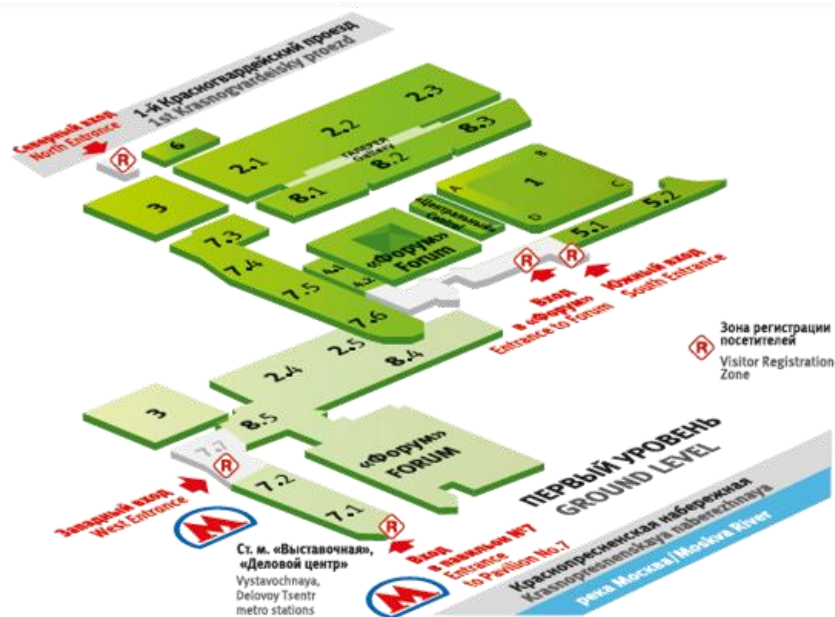 1-й Красногвардейский проезд
1st Krasnogvardeisky proezd
Северный вход
North Entrance
R
6
2.1
2.2
2.3
ГАЛЕРЕЯ
Gallery
8.1
8.2
8.3
3
7.3
7.4
7.5
7.6
4.1
4.2
«Форум»
Forum
«Центральный»
Central
A
B
C
D
1
5.1
5.2
R
R
Вход
в «Форум»
Entrance to Forum
Южный вход
South Entrance
R
Зона регистрации
посетителей
Visitor Registration
Zone
2.4
2.5
8.4
3
8.5
7.7
R
7.2
7.1
R
«Форум»
FORUM
Западный вход
West Entrance
М
Ст. м. «Выставочная»,
«Деловой центр»
Vystavochnaya,
Delovoy Tsentr
metro stations
М
Вход
в павильон №7
Entrance
to Pavilion No.7
ПЕРВЫЙ УРОВЕНЬ
GROUND LEVEL
Краснопресненская набережная
Krasnopresnenskaya naberezhnaya
река Москва/Moskva River